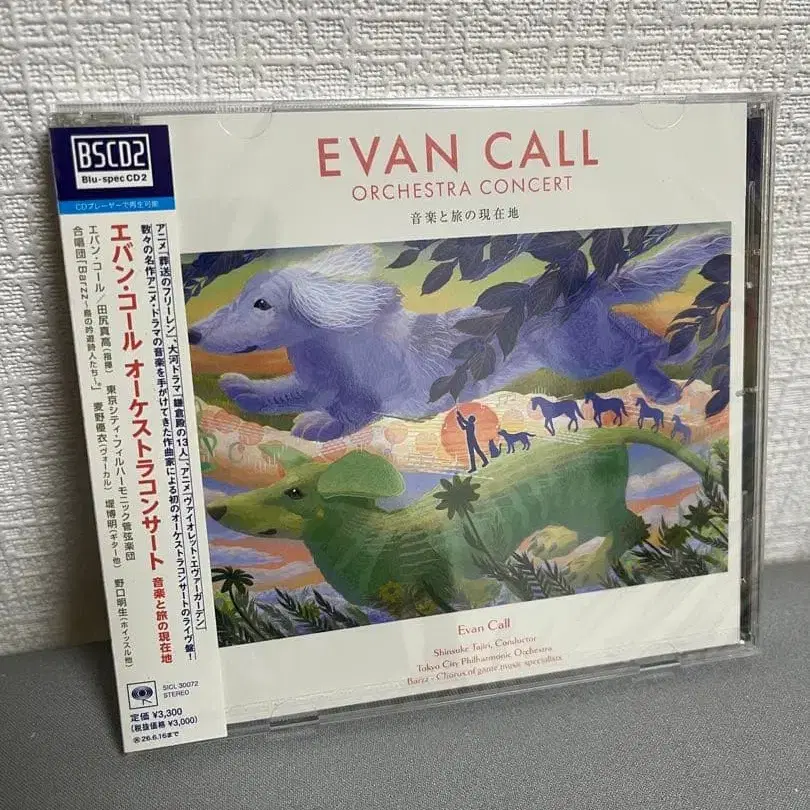 BSCD2
Blu-spec CD2
CDプレーヤーで再生可能
アニメ「葬送のフリーレン」、大河ドラマ「鎌倉殿の13人」、アニメ「ヴァイオレット・エヴァーガーデン」
数々の名作アニメ・ドラマの音楽を手がけてきた作曲家による初のオーケストラコンサートのライヴ盤!
エバン・コール オーケストラコンサート 音楽と旅の現在地
エバン・コール/田尻真高(指揮) 東京シティ・フィルハーモニック管弦楽団
合唱団『Barzz〜島の吟遊詩人たち〜。』 愛野優衣(ヴォーカル) 堤博明(ギター他) 野口明生(ホイッスル他)
SICL-30072
STEREO
定価 ¥3,300
(税抜価格 ¥3,000)
26.6.16まで
EVAN CALL
ORCHESTRA CONCERT
音楽と旅の現在地
Evan Call
Shinsuke Tajiri, Conductor
Tokyo City Philharmonic Orchestra
Barzz - Chorus of game music specialists